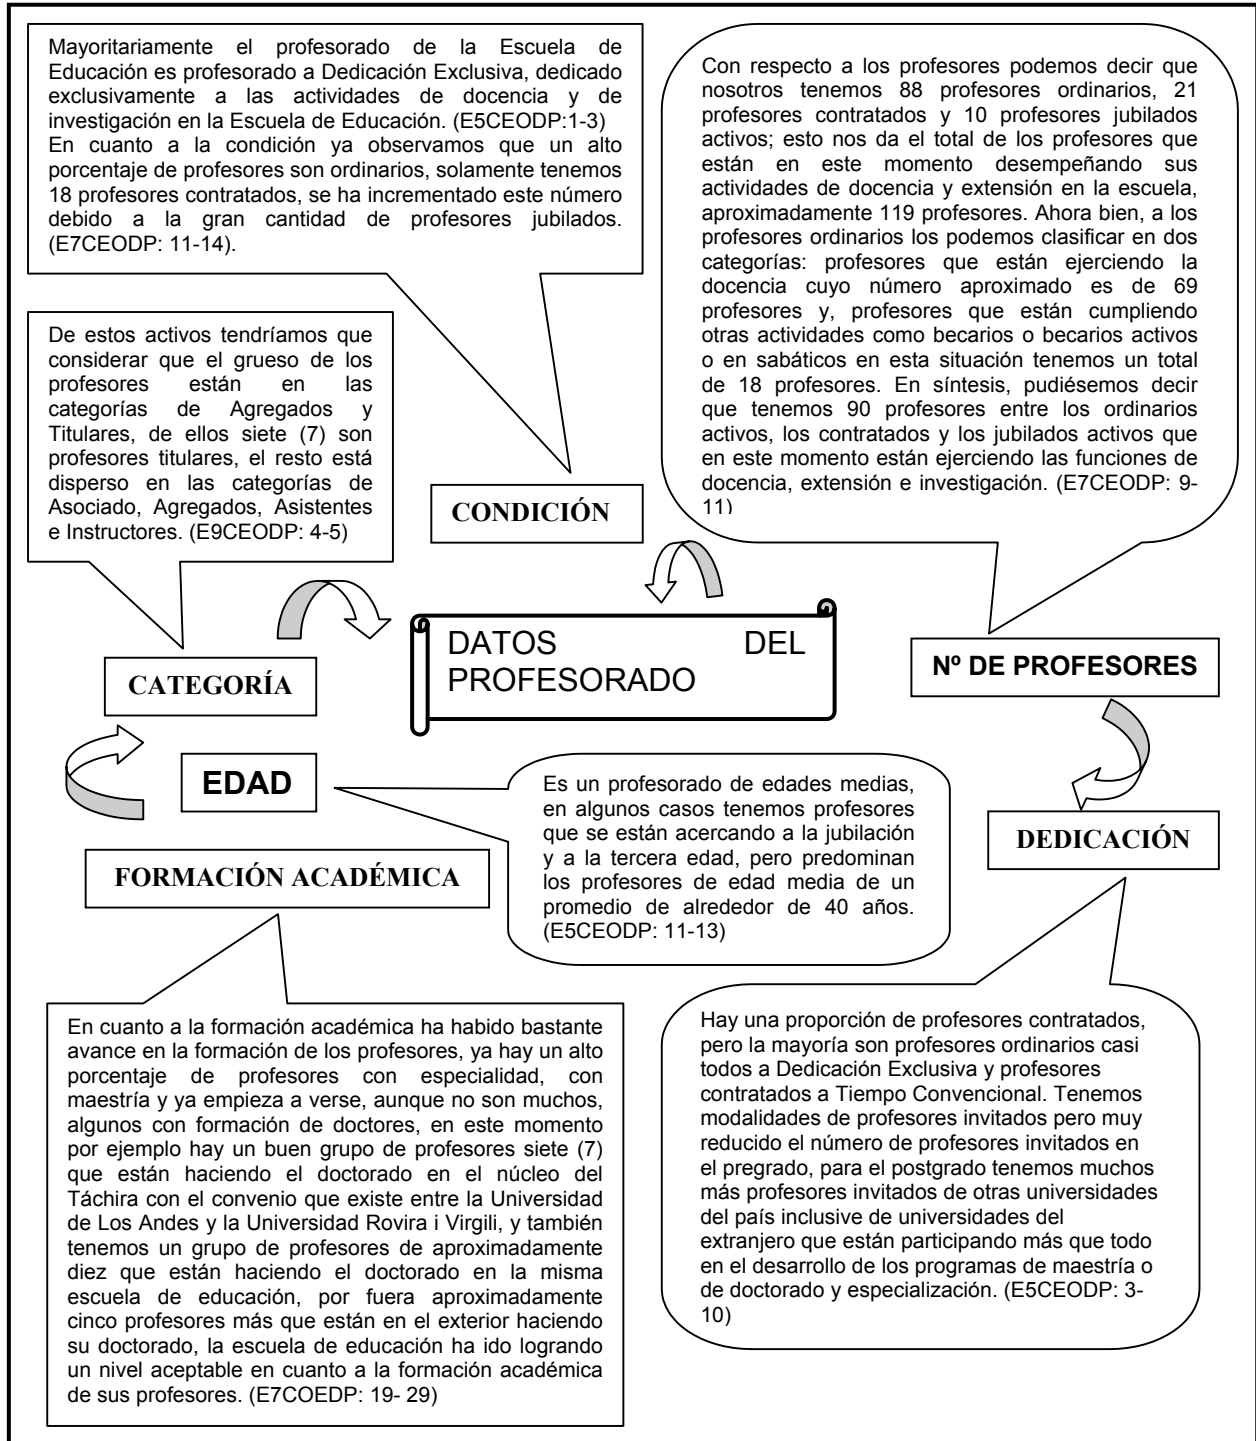 Mayoritariamente el profesorado de la Escuela de
Educación es profesorado a Dedicación Exclusiva, dedicado
exclusivamente a las actividades de docencia y de
investigación en la Escuela de Educación. (E5CEODP:1-3)
En cuanto a la condición ya observamos que un alto
porcentaje de profesores son ordinarios, solamente tenemos
18 profesores contratados, se ha incrementado este número
debido a la gran cantidad de profesores jubilados.
(E7CEODP: 11-14).
Con respecto a los profesores podemos decir que
nosotros tenemos 88 profesores ordinarios, 21
profesores contratados y 10 profesores jubilados
activos; esto nos da el total de los profesores que
están en este momento desempeñando sus
actividades de docencia y extensión en la escuela,
aproximadamente 119 profesores. Ahora bien, a los
profesores ordinarios los podemos clasificar en dos
categorías: profesores que están ejerciendo la
docencia cuyo número aproximado es de 69
profesores y, profesores que están cumpliendo
otras actividades como becarios o becarios activos
o en sabáticos en esta situación tenemos un total
de 18 profesores. En síntesis, pudiésemos decir
que tenemos 90 profesores entre los ordinarios
activos, los contratados y los jubilados activos que
en este momento están ejerciendo las funciones de
docencia, extensión e investigación. (E7CEODP: 9-
11)
De estos activos tendríamos que
considerar que el grueso de los
profesores están en las
categorías de Agregados y
Titulares, de ellos siete (7) son
profesores titulares, el resto está
disperso en las categorías de
Asociado, Agregados, Asistentes
e Instructores. (E9CEODP: 4-5)
CONDICIÓN
DATOS DEL
PROFESORADO
Nº DE PROFESORES
CATEGORÍA
EDAD
Es un profesorado de edades medias,
en algunos casos tenemos profesores
que se están acercando a la jubilación
y a la tercera edad, pero predominan
los profesores de edad media de un
promedio de alrededor de 40 años.
(E5CEODP: 11-13)
DEDICACIÓN
FORMACIÓN ACADÉMICA
En cuanto a la formación académica ha habido bastante
avance en la formación de los profesores, ya hay un alto
porcentaje de profesores con especialidad, con
maestría y ya empieza a verse, aunque no son muchos,
algunos con formación de doctores, en este momento
por ejemplo hay un buen grupo de profesores siete (7)
que están haciendo el doctorado en el núcleo del
Táchira con el convenio que existe entre la Universidad
de Los Andes y la Universidad Rovira i Virgili, y también
tenemos un grupo de profesores de aproximadamente
diez que están haciendo el doctorado en la misma
escuela de educación, por fuera aproximadamente
cinco profesores más que están en el exterior haciendo
su doctorado, la escuela de educación ha ido logrando
un nivel aceptable en cuanto a la formación académica
de sus profesores. (E7COEDP: 19- 29)
Hay una proporción de profesores contratados,
pero la mayoría son profesores ordinarios casi
todos a Dedicación Exclusiva y profesores
contratados a Tiempo Convencional. Tenemos
modalidades de profesores invitados pero muy
reducido el número de profesores invitados en
el pregrado, para el postgrado tenemos muchos
más profesores invitados de otras universidades
del país inclusive de universidades del
extranjero que están participando más que todo
en el desarrollo de los programas de maestría o
de doctorado y especialización. (E5CEODP: 3-
10)